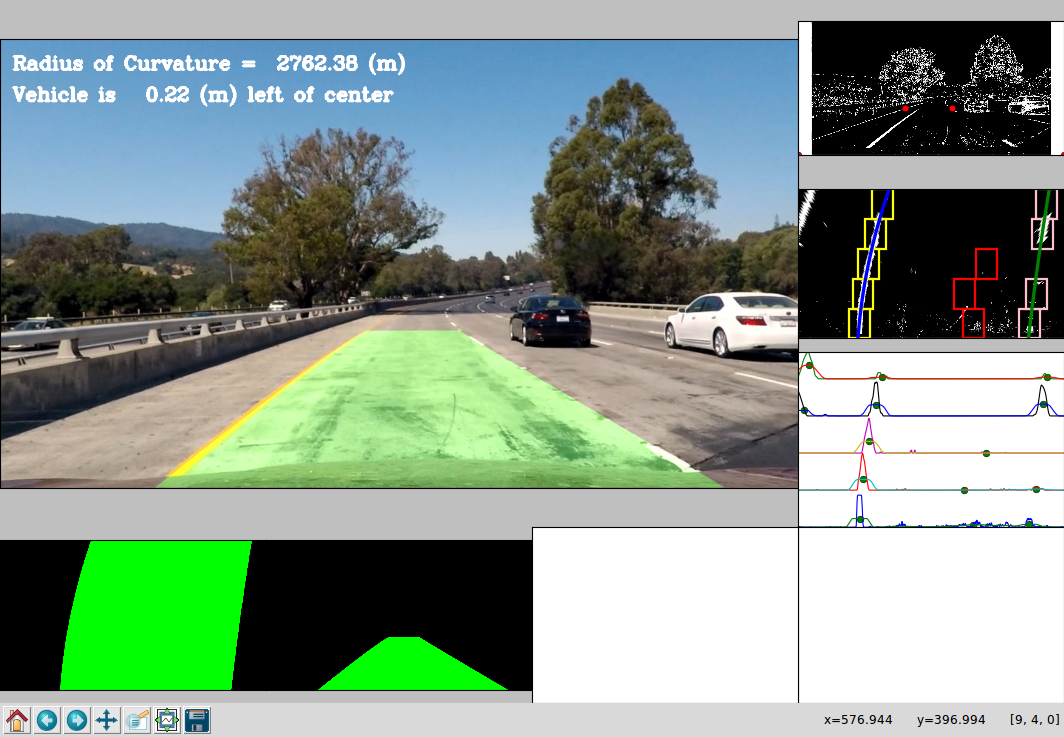 Radius of Curvature = 2762.38 (m)
Vehicle is 0.22 (m) left of center
x=576.944 y=396.994 [9, 4, 0]